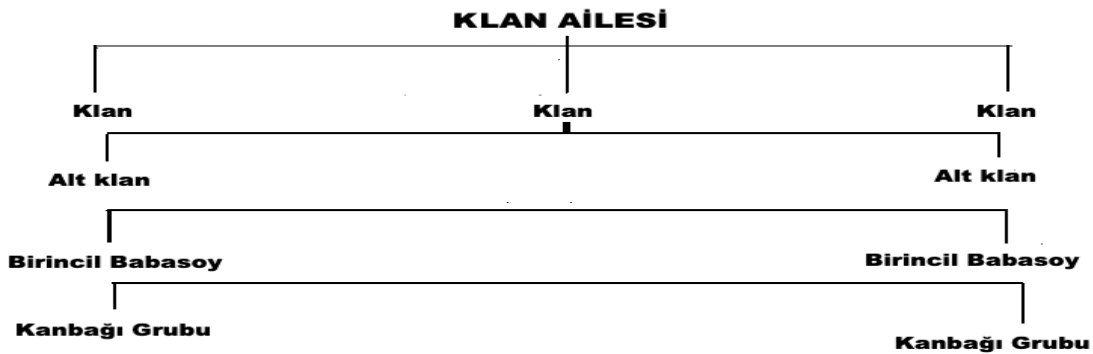 KLAN AİLESİ
Klan Klan Klan
Alt klan Alt klan
Birincil Babasoy Birincil Babasoy
Kanbağı Grubu Kanbağı Grubu